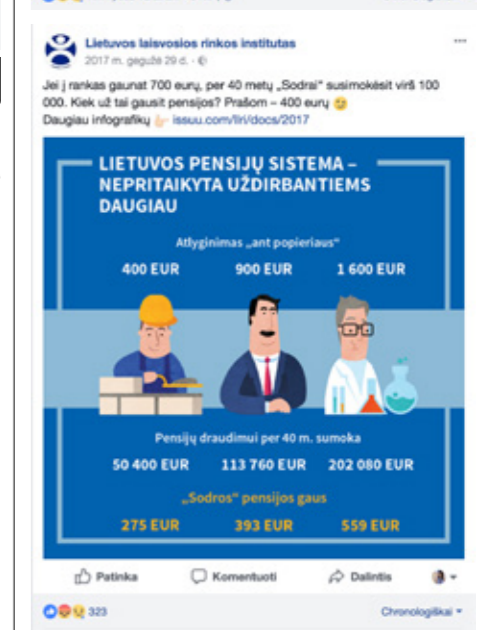 Lietuvos laisvosios rinkos institutas
2017 m. gegužė 29 d.
Jei į rankas gaunat 700 eurų, per 40 metų „Sodrai“ susimokėsit virš 100
000. Kiek už tai gausit pensijos? Prašom – 400 eurų
Daugiau infografikų issuu.com/llri/docs/2017
LIETUVOS PENSIJŲ SISTEMA –
NEPRITAIKYTA UŽDIRBANTIEMS
DAUGIAU
Atlyginimas „ant popieriaus“
400 EUR 900 EUR 1 600 EUR
Pensijų draudimui per 40 m. sumoka
50 400 EUR 113 760 EUR 202 080 EUR
„Sodros“ pensijos gaus
275 EUR 393 EUR 559 EUR
Patinka Komentuoti Dalintis
323 Chronologiškai